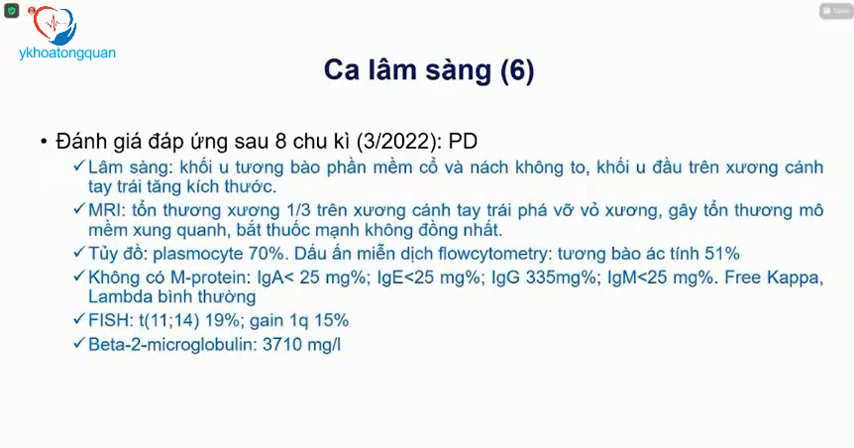 ykhoatongquan
View
Ca lâm sàng (6)
• Đánh giá đáp ứng sau 8 chu kì (3/2022): PD
✓Lâm sàng: khối u tương bào phần mềm cổ và nách không to, khối u đầu trên xương cánh
tay trái tăng kích thước.
✓MRI: tổn thương xương 1/3 trên xương cánh tay trái phá vỡ vỏ xương, gây tổn thương mô
mềm xung quanh, bắt thuốc mạnh không đồng nhất.
✓Tủy đồ: plasmocyte 70%. Dấu ấn miễn dịch flowcytometry: tương bào ác tính 51%
✓Không có M-protein: IgA< 25 mg%; IgE<25 mg%; IgG 335mg%; IgM<25 mg%. Free Kappa,
Lambda bình thường
✓FISH: t(11;14) 19%; gain 1q 15%
✓Beta-2-microglobulin: 3710 mg/l